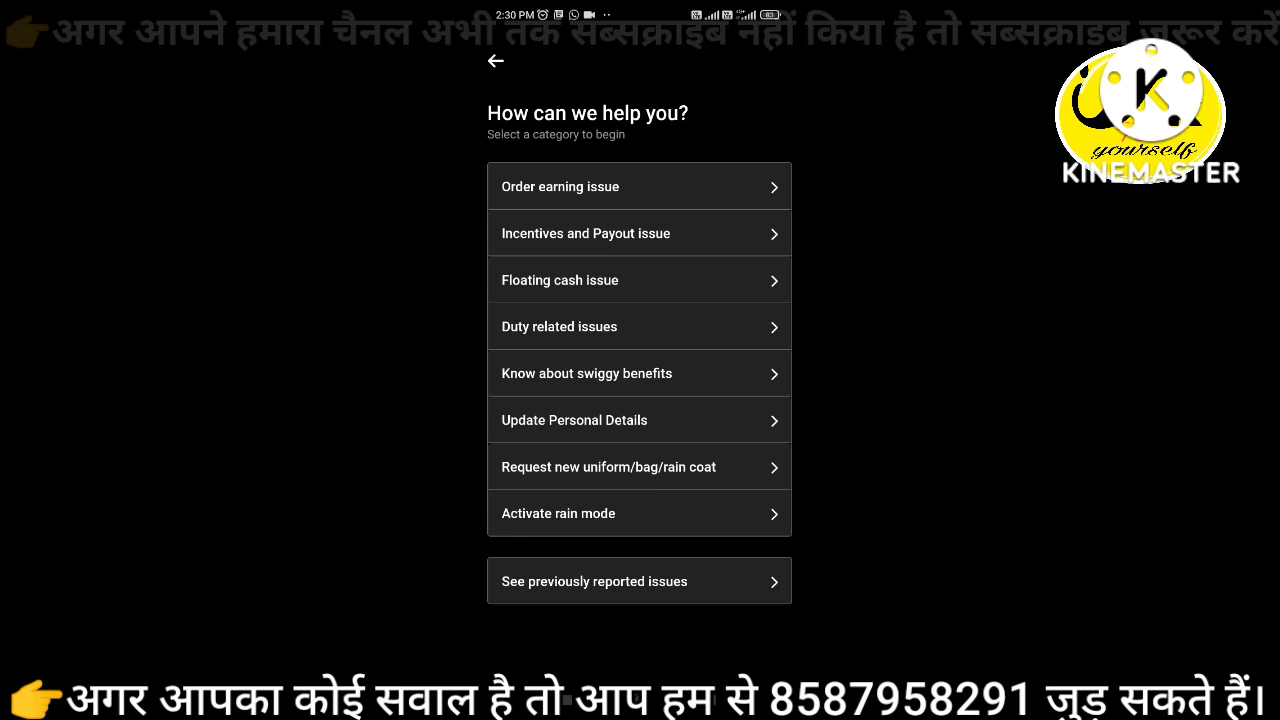 2:30 PM
83
👉अगर आपने हमारा चैनल अभी तक सब्सक्राइब नहीं किया है तो सब्सक्राइब ज़रूर करें
How can we help you?
Select a category to begin
K
yourself
KINEMASTER
Order earning issue
Incentives and Payout issue
Floating cash issue
Duty related issues
Know about swiggy benefits
Update Personal Details
Request new uniform/bag/rain coat
Activate rain mode
See previously reported issues
👉अगर आपका कोई सवाल है तो आप हम से 8587958291 जुड़ सकते हैं।